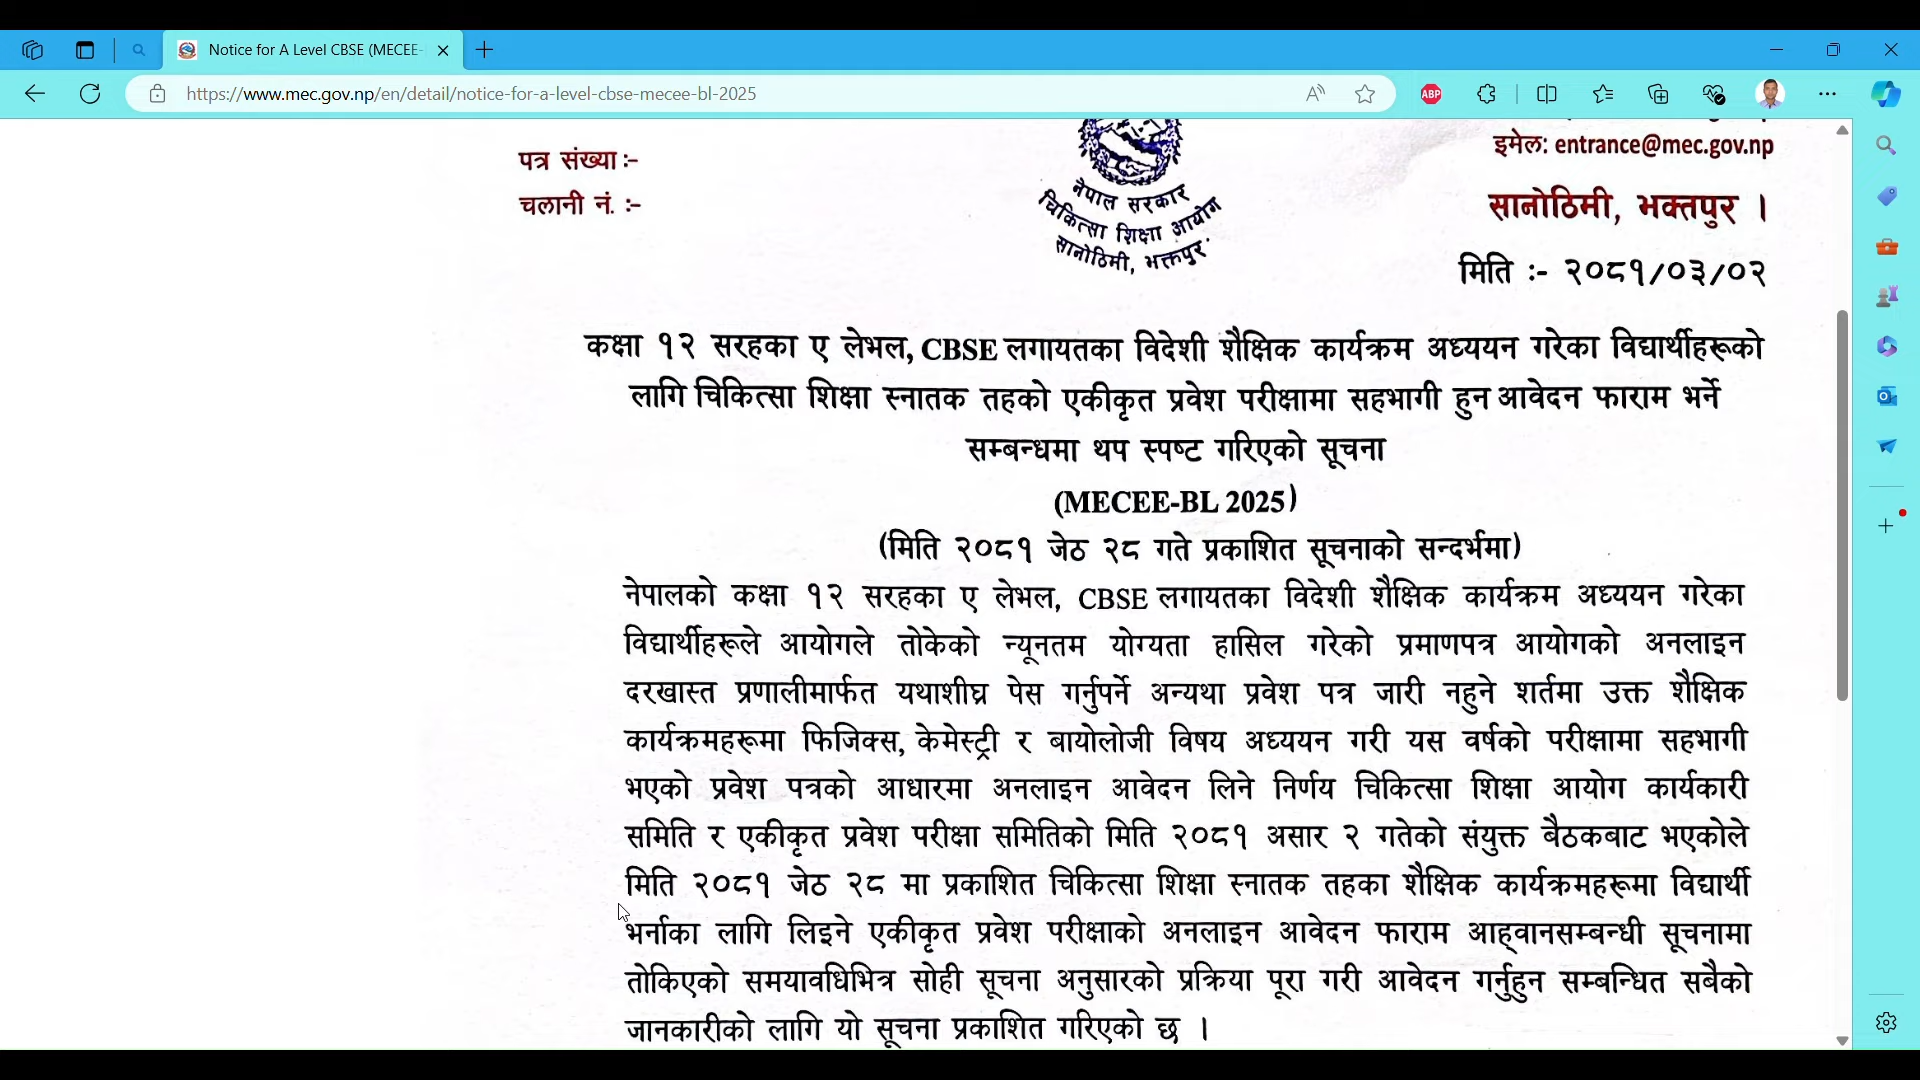 Notice for A Level CBSE (MECEE-
https://www.mec.gov.np/en/detail/notice-for-a-level-cbse-mecee-bl-2025
ABP
पत्र संख्याः-
चलानी नं. :-
नेपाल सरकार
चिकित्सा शिक्षा आयोग
सानोठिमी, भक्तपुर
इमेल: entrance@mec.gov.np
सानोठिमी, भक्तपुर ।
मिति :- २०८१/०३/०२
कक्षा १२ सरहका ए लेभल, CBSE लगायतका विदेशी शैक्षिक कार्यक्रम अध्ययन गरेका विद्यार्थीहरूको
लागि चिकित्सा शिक्षा स्नातक तहको एकीकृत प्रवेश परीक्षामा सहभागी हुन आवेदन फाराम भर्ने
सम्बन्धमा थप स्पष्ट गरिएको सूचना
(MECEE-BL 2025)
(मिति २०८१ जेठ २८ गते प्रकाशित सूचनाको सन्दर्भमा)
नेपालको कक्षा १२ सरहका ए लेभल, CBSE लगायतका विदेशी शैक्षिक कार्यक्रम अध्ययन गरेका
विद्यार्थीहरूले आयोगले तोकेको न्यूनतम योग्यता हासिल गरेको प्रमाणपत्र आयोगको अनलाइन
दरखास्त प्रणालीमार्फत यथाशीघ्र पेस गर्नुपर्ने अन्यथा प्रवेश पत्र जारी नहुने शर्तमा उक्त शैक्षिक
कार्यक्रमहरूमा फिजिक्स, केमेस्ट्री र बायोलोजी विषय अध्ययन गरी यस वर्षको परीक्षामा सहभागी
भएको प्रवेश पत्रको आधारमा अनलाइन आवेदन लिने निर्णय चिकित्सा शिक्षा आयोग कार्यकारी
समिति र एकीकृत प्रवेश परीक्षा समितिको मिति २०८१ असार २ गतेको संयुक्त बैठकबाट भएकोले
मिति २०८१ जेठ २८ मा प्रकाशित चिकित्सा शिक्षा स्नातक तहका शैक्षिक कार्यक्रमहरूमा विद्यार्थी
भर्नाका लागि लिइने एकीकृत प्रवेश परीक्षाको अनलाइन आवेदन फाराम आह्वानसम्बन्धी सूचनामा
तोकिएको समयावधिभित्र सोही सूचना अनुसारको प्रक्रिया पूरा गरी आवेदन गर्नुहुन सम्बन्धित सबैको
जानकारीको लागि यो सूचना प्रकाशित गरिएको छ ।